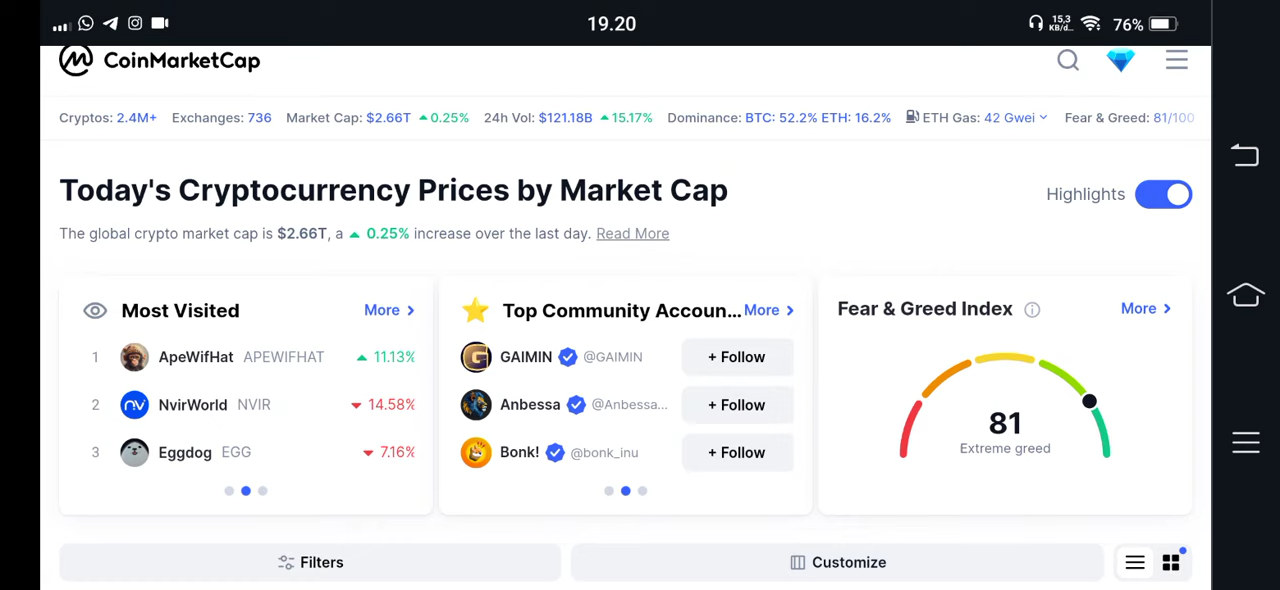 19.20
15,3
KB/d...
76%
CoinMarketCap
Cryptos: 2.4M+ Exchanges: 736 Market Cap: $2.66T 0.25% 24h Vol: $121.18B 15.17% Dominance: BTC: 52.2% ETH: 16.2% ETH Gas: 42 Gwei Fear & Greed: 81/100
Today's Cryptocurrency Prices by Market Cap
Highlights
The global crypto market cap is $2.66T, a 0.25% increase over the last day. Read More
Most Visited More
1 ApeWifHat APEWIFHAT 11.13%
2 NvirWorld NVIR 14.58%
3 Eggdog EGG 7.16%
Top Community Accoun... More
GAIMIN @GAIMIN + Follow
Anbessa @Anbessa... + Follow
Bonk! @bonk_inu + Follow
Fear & Greed Index More
81
Extreme greed
Filters
Customize